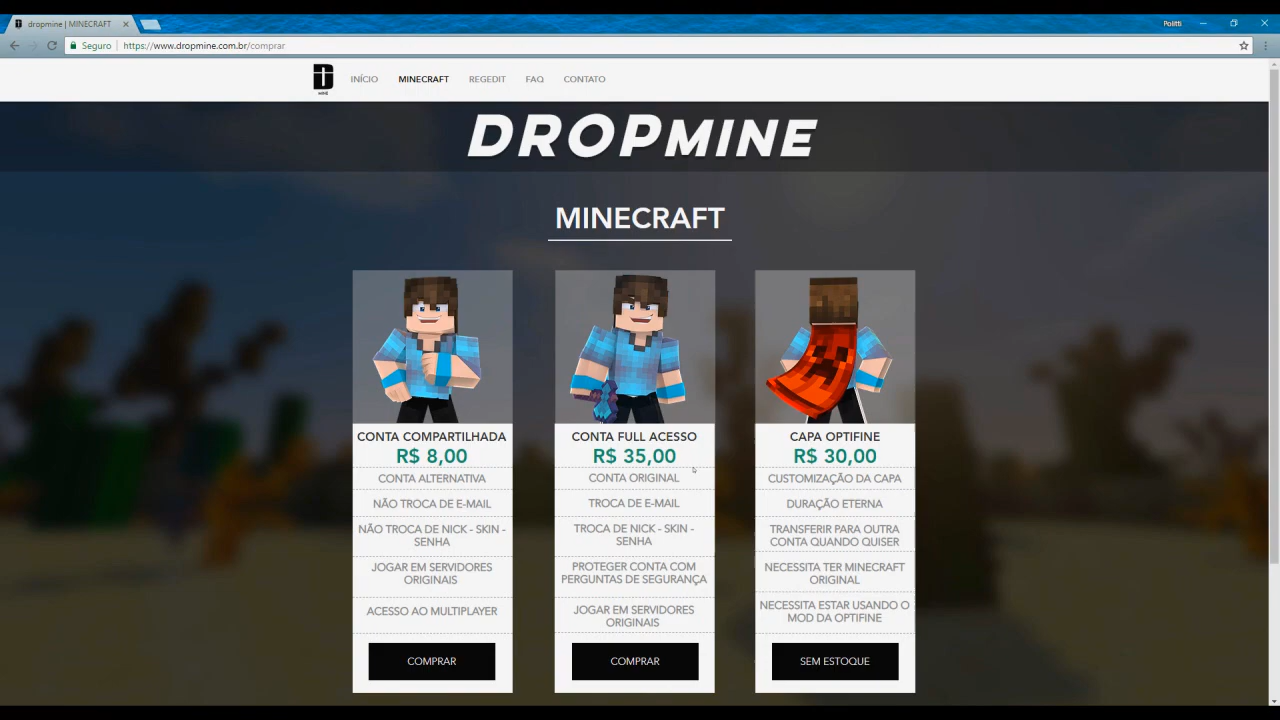 dropmine | MINECRAFT
Politti
Seguro
https://www.dropmine.com.br/comprar
INÍCIO
MINECRAFT
REGEDIT
FAQ
CONTATO
DROPMINE
MINECRAFT
CONTA COMPARTILHADA
R$ 8,00
CONTA ALTERNATIVA
NÃO TROCA DE E-MAIL
NÃO TROCA DE NICK - SKIN -
SENHA
JOGAR EM SERVIDORES
ORIGINAIS
ACESSO AO MULTIPLAYER
COMPRAR
CONTA FULL ACESSO
R$ 35,00
CONTA ORIGINAL
TROCA DE E-MAIL
TROCA DE NICK - SKIN -
SENHA
PROTEGER CONTA COM
PERGUNTAS DE SEGURANÇA
JOGAR EM SERVIDORES
ORIGINAIS
COMPRAR
CAPA OPTIFINE
R$ 30,00
CUSTOMIZAÇÃO DA CAPA
DURAÇÃO ETERNA
TRANSFERIR PARA OUTRA
CONTA QUANDO QUISER
NECESSITA TER MINECRAFT
ORIGINAL
NECESSITA ESTAR USANDO O
MOD DA OPTIFINE
SEM ESTOQUE